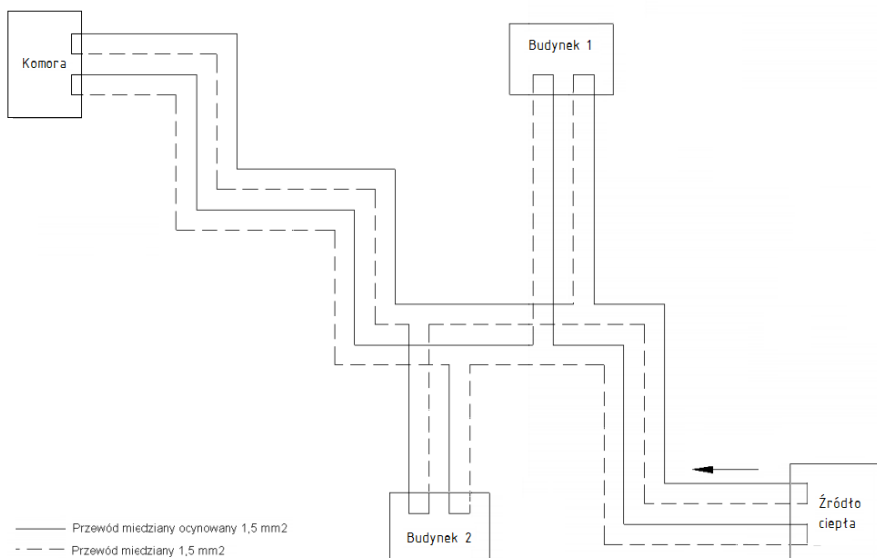 Komora
Budynek 1
Źródło
ciepła
Budynek 2
Przewód miedziany ocynowany 1,5 mm2
Przewód miedziany 1,5 mm2